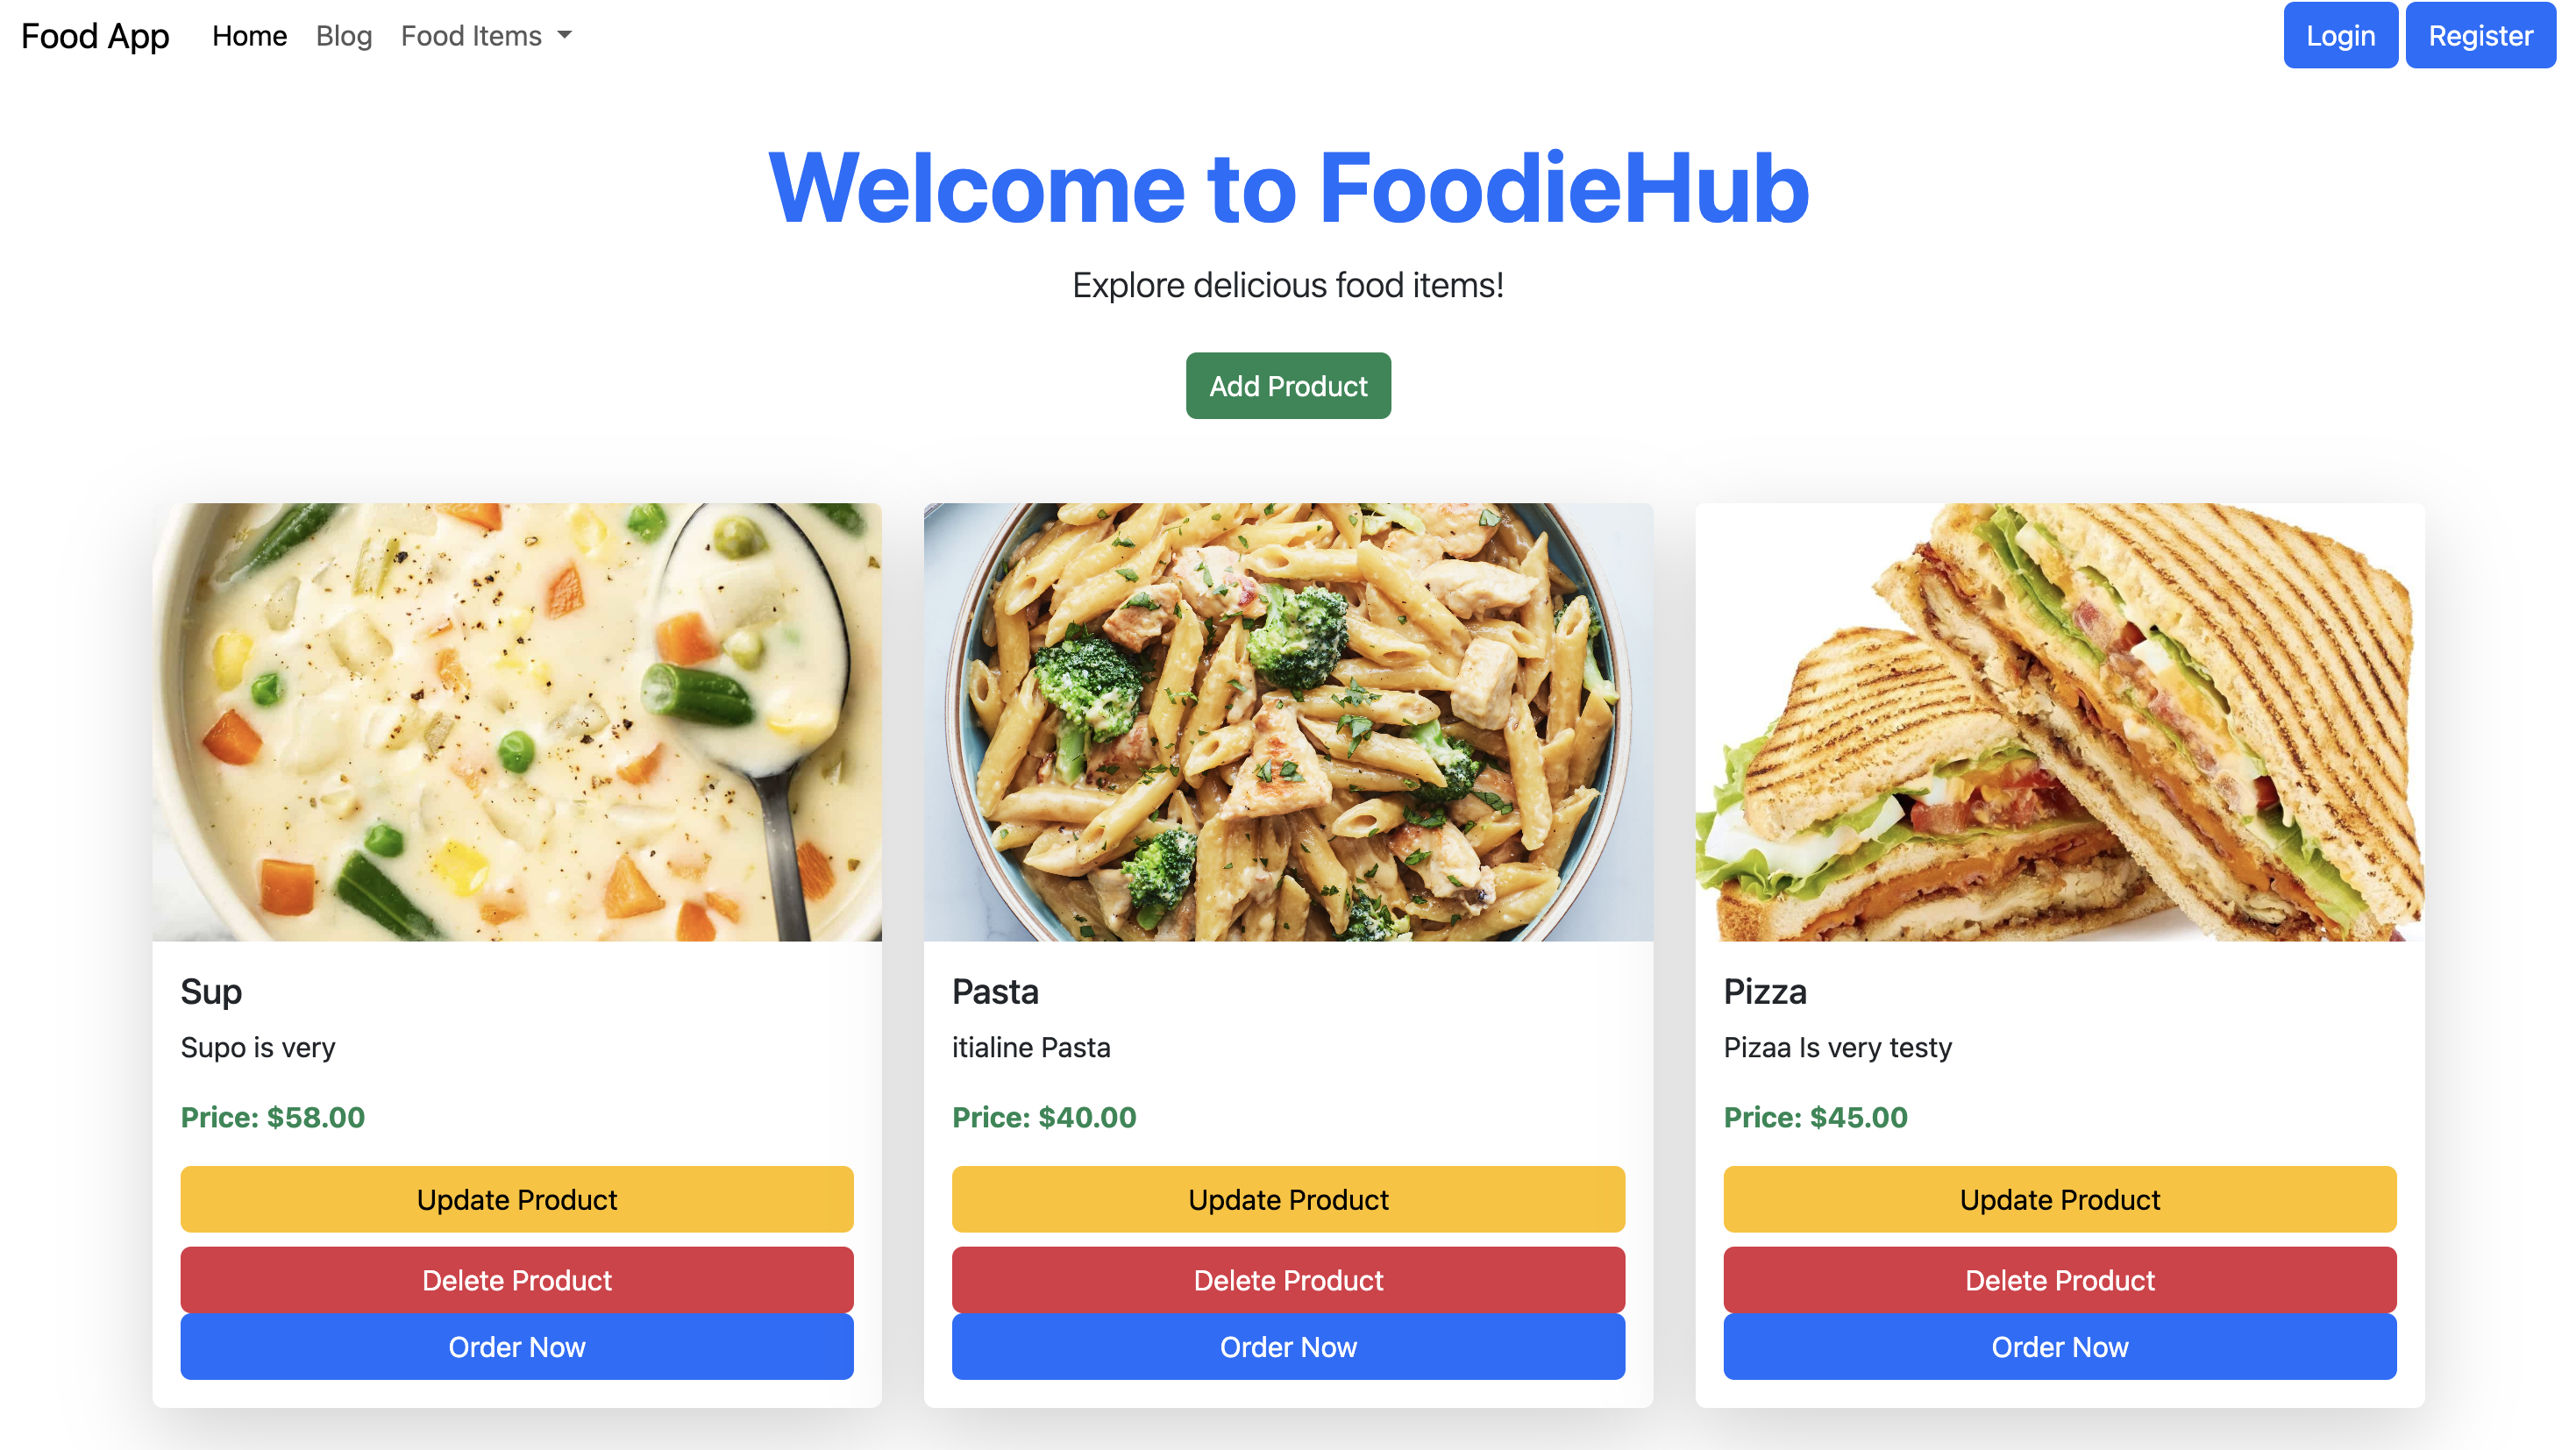 Food App Home Blog Food Items Login Register
Welcome to FoodieHub
Explore delicious food items!
Add Product
Sup
Supo is very
Price: $58.00
Update Product
Delete Product
Order Now
Pasta
itialine Pasta
Price: $40.00
Update Product
Delete Product
Order Now
Pizza
Pizaa Is very testy
Price: $45.00
Update Product
Delete Product
Order Now